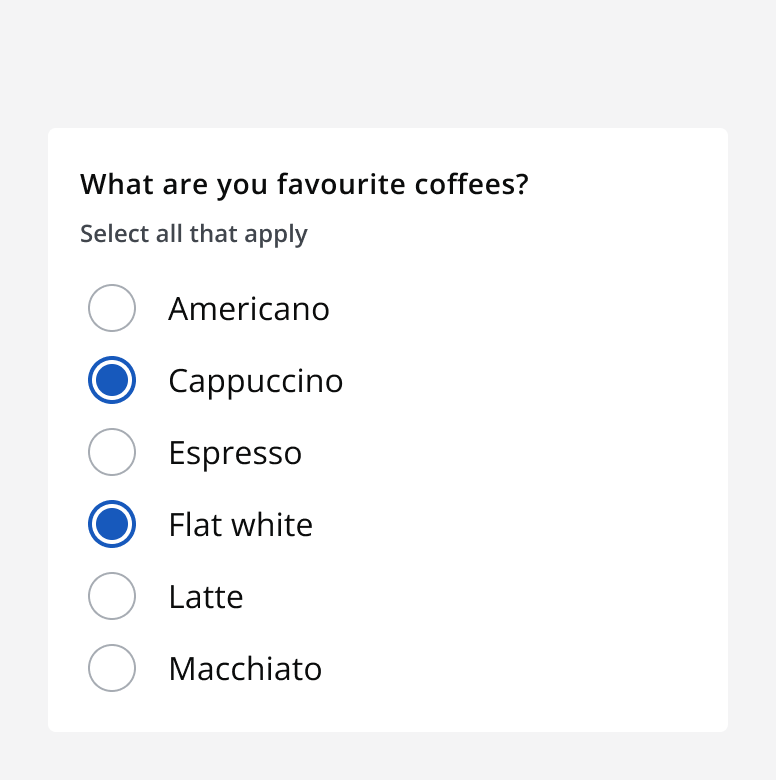 What are you favourite coffees?
Select all that apply
Americano
Cappuccino
Espresso
Flat white
Latte
Macchiato